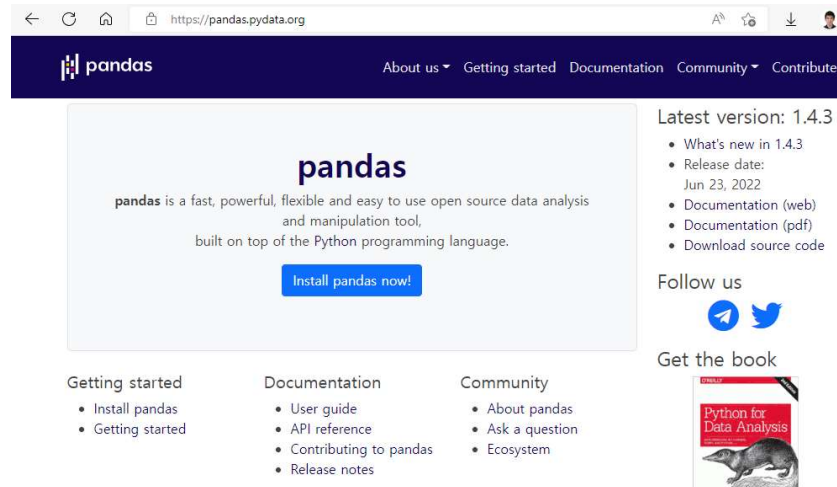 https://pandas.pydata.org
pandas
About us Getting started Documentation Community Contribute
pandas
pandas is a fast, powerful, flexible and easy to use open source data analysis
and manipulation tool,
built on top of the Python programming language.
Install pandas now!
Latest version: 1.4.3
• What's new in 1.4.3
• Release date:
Jun 23, 2022
• Documentation (web)
• Documentation (pdf)
• Download source code
Follow us
Get the book
O'REILLY
Python for
Data Analysis
Getting started
• Install pandas
• Getting started
Documentation
• User guide
• API reference
• Contributing to pandas
• Release notes
Community
• About pandas
• Ask a question
• Ecosystem